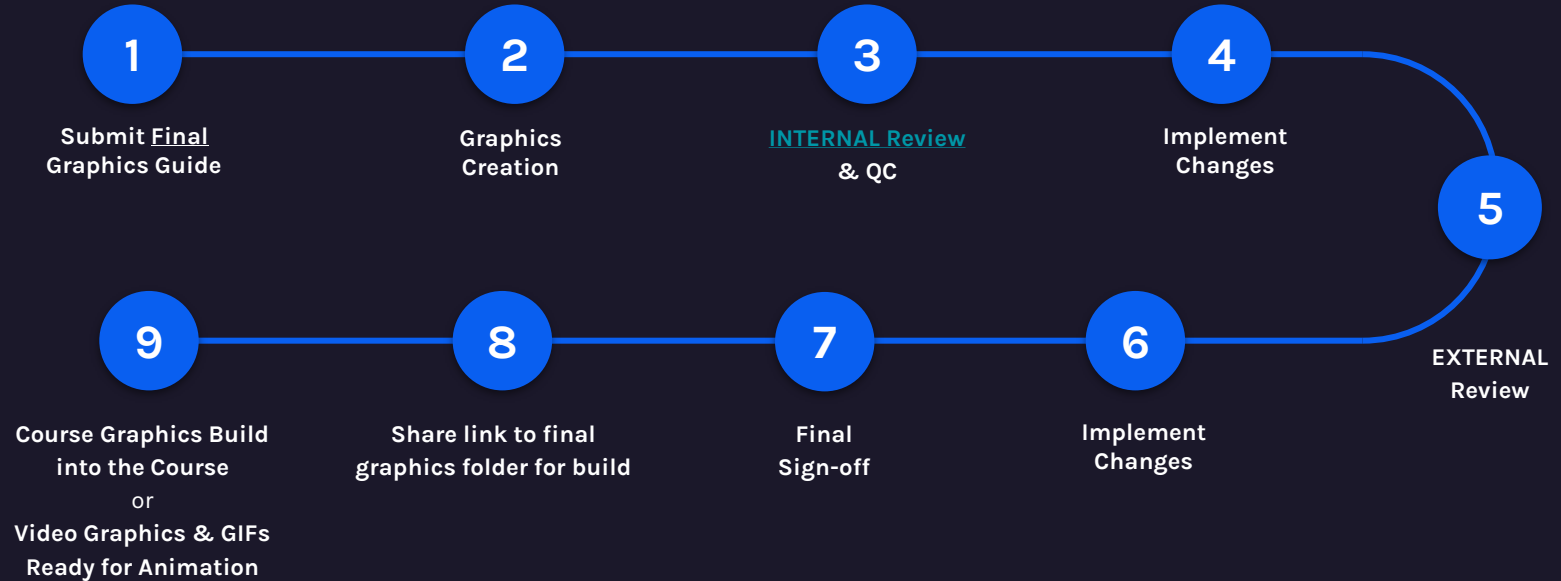 1
Submit Final
Graphics Guide
2
Graphics
Creation
3
INTERNAL Review
& QC
4
Implement
Changes
5
EXTERNAL
Review
6
Implement
Changes
7
Final
Sign-off
8
Share link to final
graphics folder for build
9
Course Graphics Build
into the Course
or
Video Graphics & GIFs
Ready for Animation